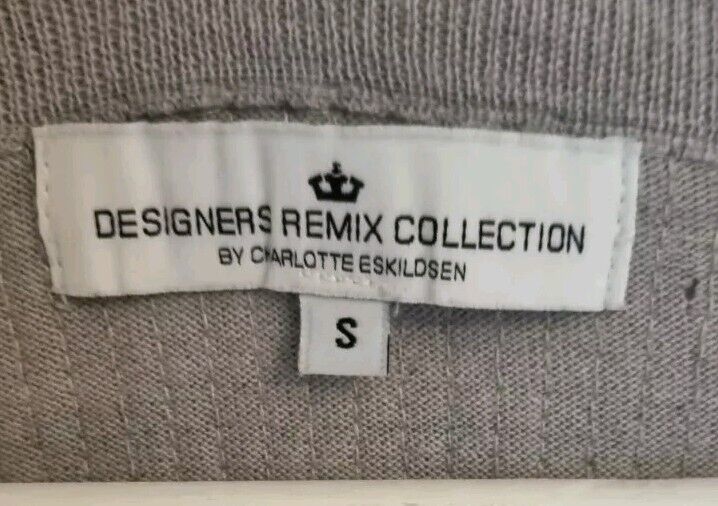 DESIGNERS REMIX COLLECTION
BY CHARLOTTE ESKILDSEN
S